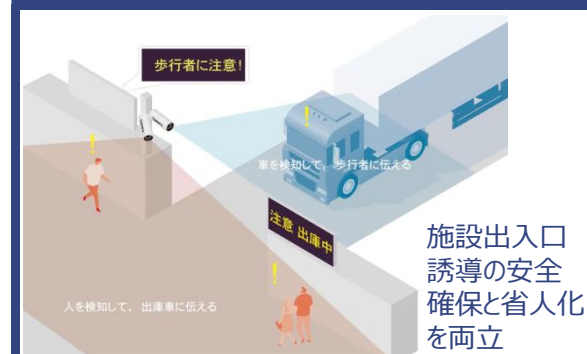 歩行者に注意!
車を検知して、 歩行者に伝える
注意 出庫中
人を検知して、 出庫車に伝える
施設出入口
誘導の安全
確保と省人化
を両立
!
!
!